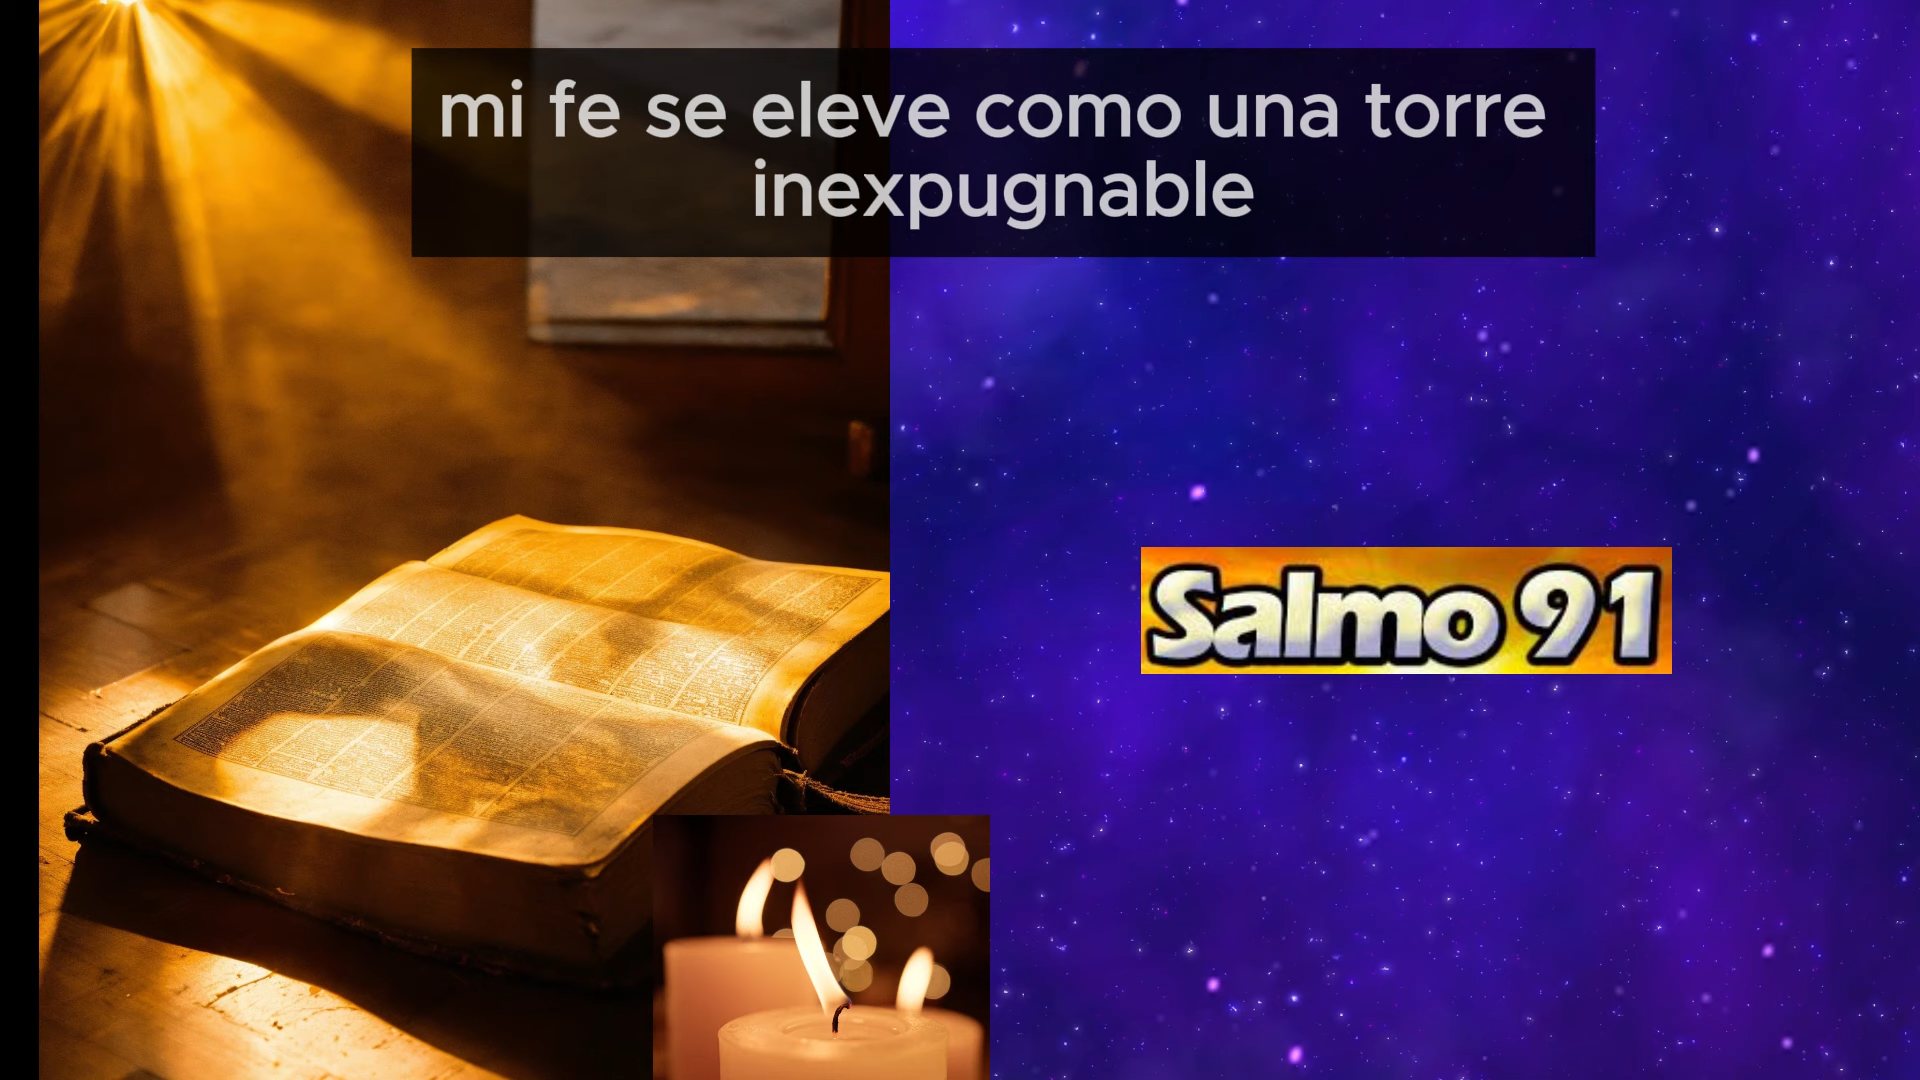 mi fe se eleve como una torre
inexpugnable
Salmo 91